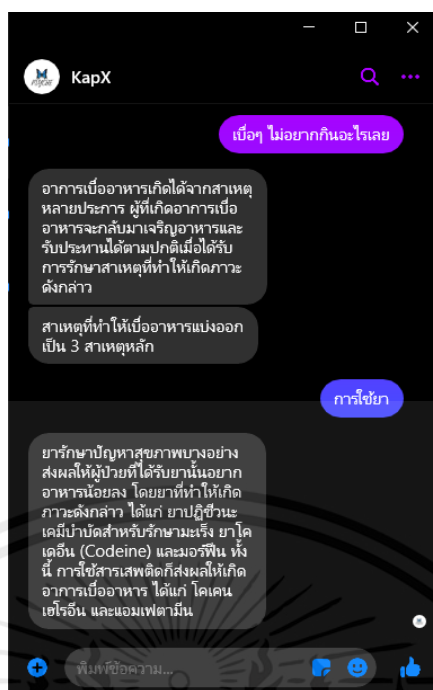 KapX
เบื่อๆ ไม่อยากกินอะไรเลย
อาการเบื่ออาหารเกิดได้จากสาเหตุ
หลายประการ ผู้ที่เกิดอาการเบื่อ
อาหารจะกลับมาเจริญอาหารและ
รับประทานได้ตามปกติเมื่อได้รับ
การรักษาสาเหตุที่ทำให้เกิดภาวะ
ดังกล่าว
สาเหตุที่ทำให้เบื่ออาหารแบ่งออก
เป็น 3 สาเหตุหลัก
การใช้ยา
ยารักษาปัญหาสุขภาพบางอย่าง
ส่งผลให้ผู้ป่วยที่ได้รับยานั้นอยาก
อาหารน้อยลง โดยยาที่ทำให้เกิด
ภาวะดังกล่าว ได้แก่ ยาปฏิชีวนะ
เคมีบำบัดสำหรับรักษามะเร็ง ยาโค
เดอีน (Codeine) และมอร์ฟีน ทั้ง
นี้ การใช้สารเสพติดก็ส่งผลให้เกิด
อาการเบื่ออาหาร ได้แก่ โคเคน
เฮโรอีน และแอมเฟตามีน
พิมพ์ข้อความ...